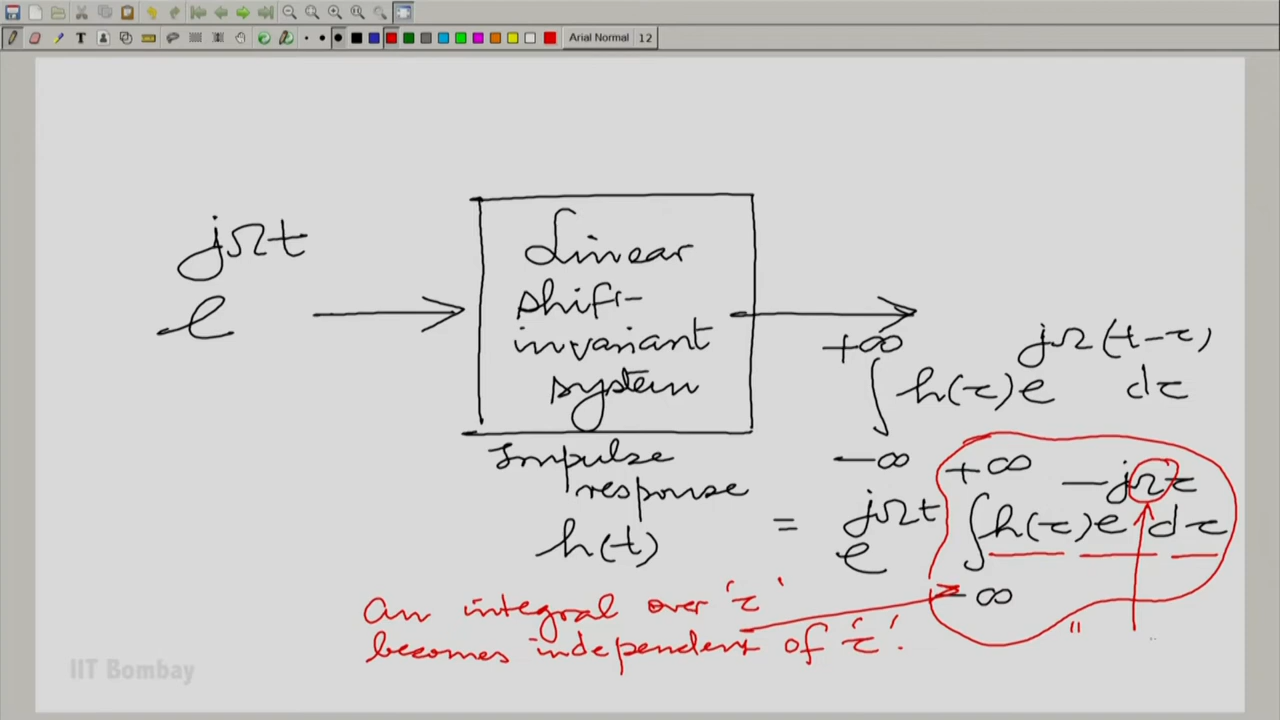 Arial Normal 12
jΩt
e
Linear
shift-
invariant
system
Impulse
response
h(t)
+∞
∫ h(τ) e jΩ(t-τ) dτ
-∞
= e jΩt ∫ h(τ) e -jΩτ dτ
+∞
-∞
An integral over 'τ'
becomes independent of 'τ'.
"
IIT Bombay